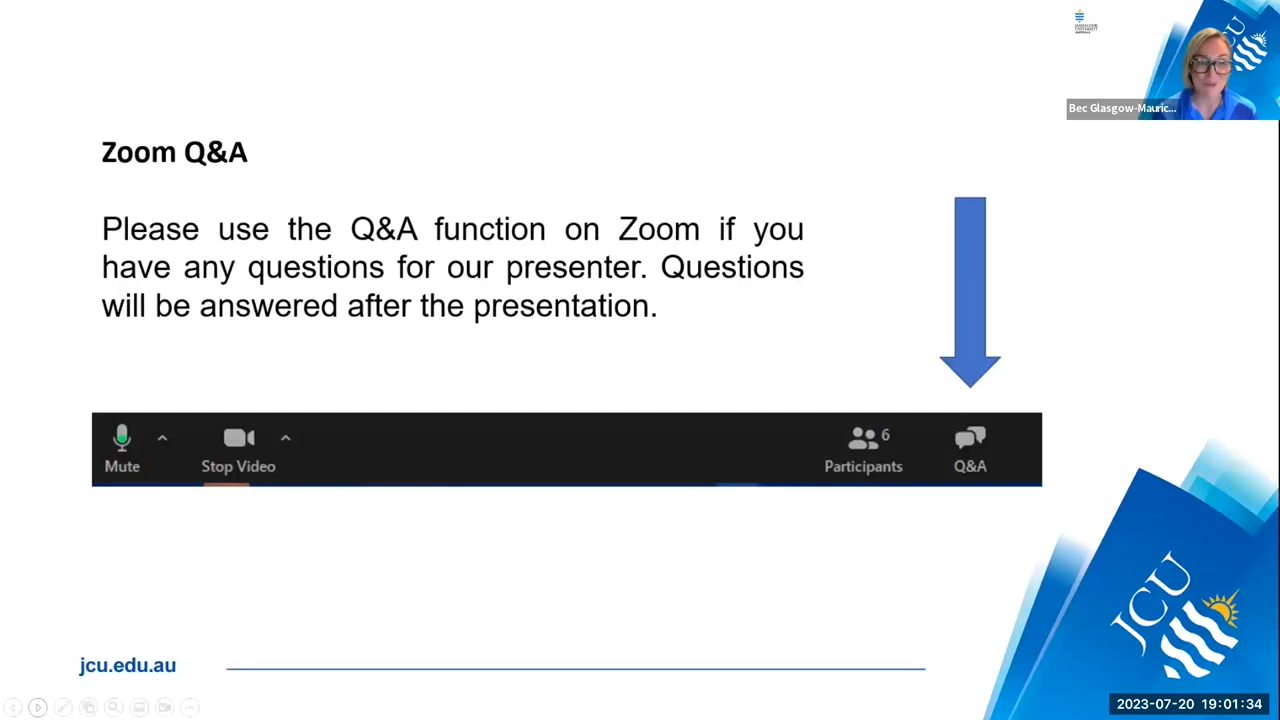 Bec Glasgow-Mauric...
JCU
Zoom Q&A
Please use the Q&A function on Zoom if you
have any questions for our presenter. Questions
will be answered after the presentation.
Mute
Stop Video
6
Participants
Q&A
JCU
jcu.edu.au
2023-07-20 19:01:34